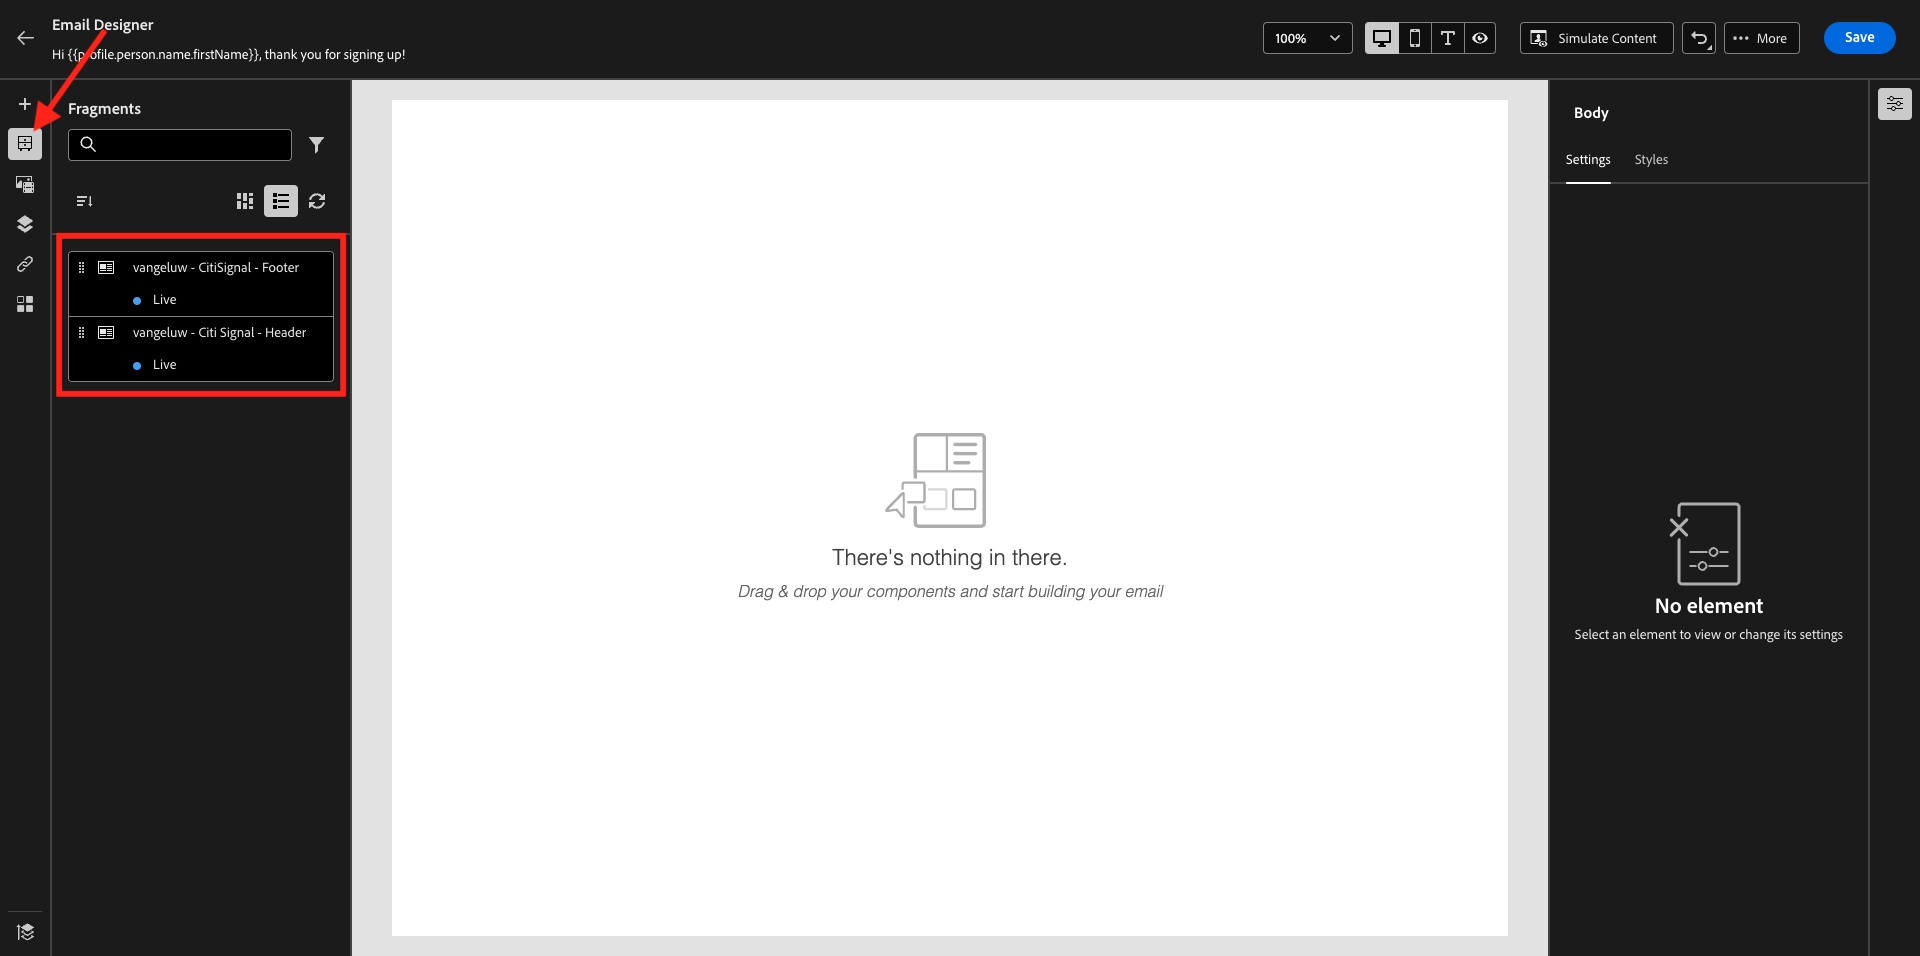 Email Designer
Hi {{profile.person.name.firstName}}, thank you for signing up!
100%
Simulate Content
More
Save
Fragments
vangeluw - CitiSignal - Footer
Live
vangeluw - Citi Signal - Header
Live
There's nothing in there.
Drag & drop your components and start building your email
Body
Settings
Styles
No element
Select an element to view or change its settings